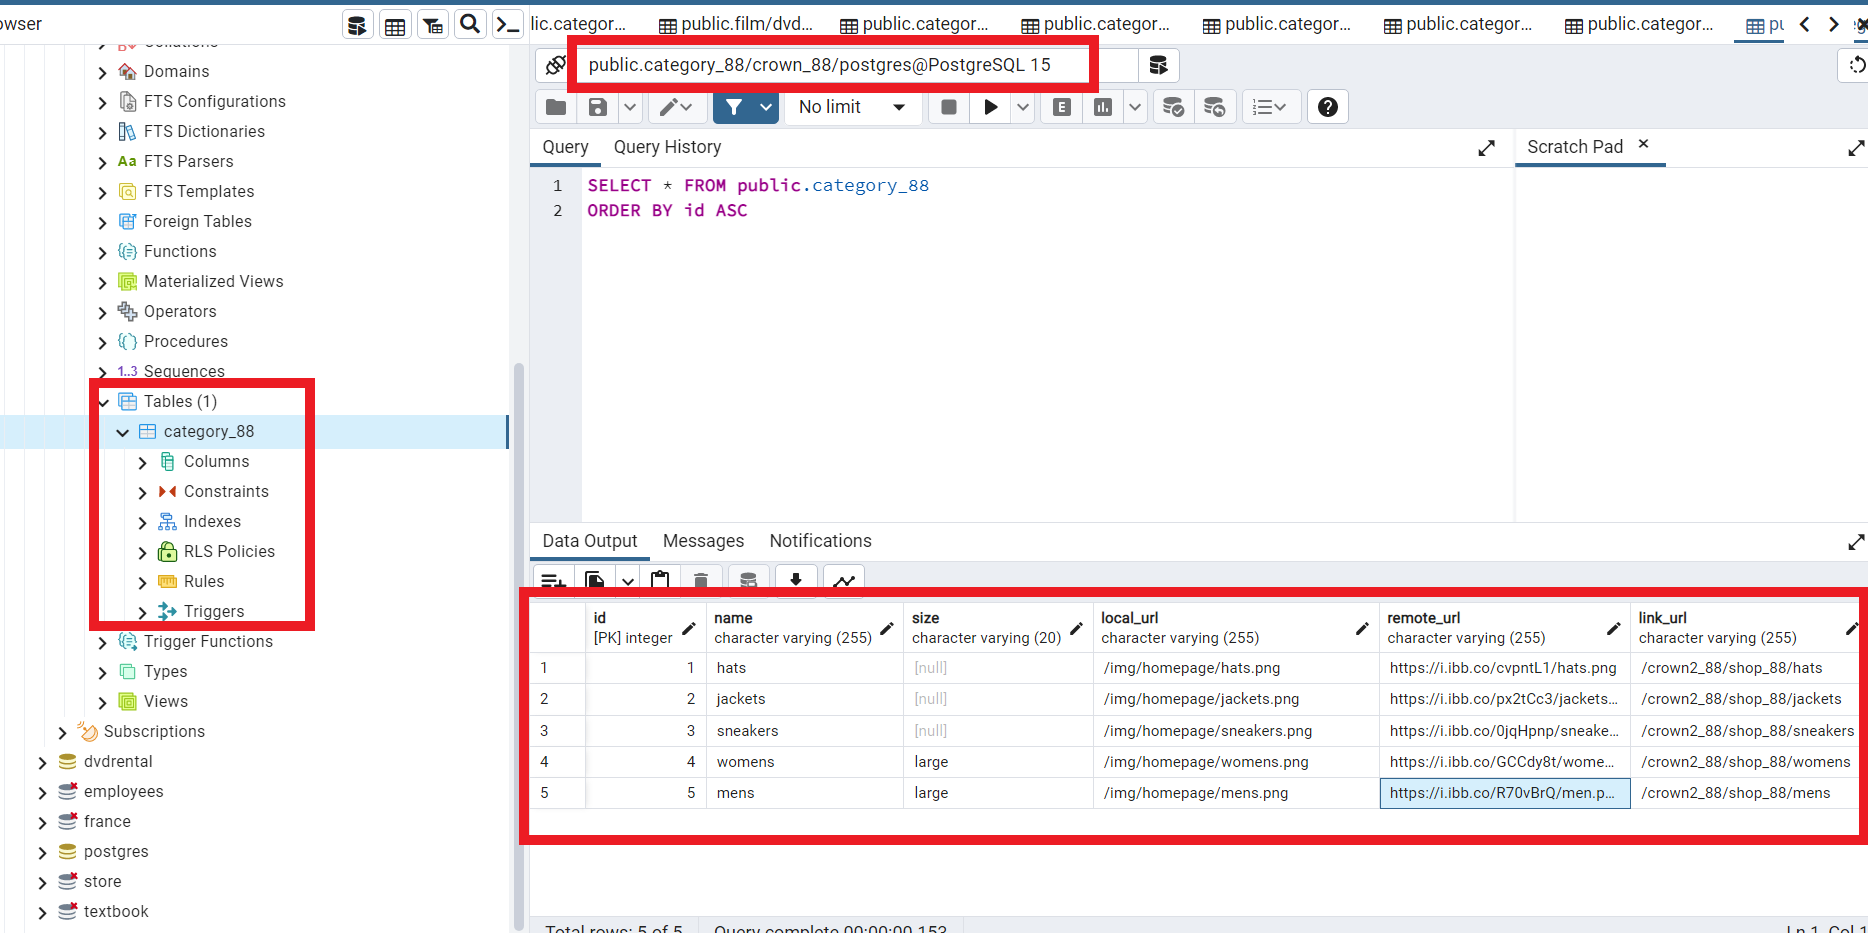 owser
lic.categor...
public.film/dvd...
public.categor...
public.categor...
public.categor...
public.categor...
public.categor...
pu
Collations
Domains
FTS Configurations
FTS Dictionaries
FTS Parsers
FTS Templates
Foreign Tables
Functions
Materialized Views
Operators
Procedures
1..3 Sequences
Tables (1)
category_88
Columns
Constraints
Indexes
RLS Policies
Rules
Triggers
Trigger Functions
Types
Views
Subscriptions
dvdrental
employees
france
postgres
store
textbook
public.category_88/crown_88/postgres@PostgreSQL 15
No limit
E
Query Query History
Scratch Pad
1 SELECT * FROM public.category_88
2 ORDER BY id ASC
Data Output Messages Notifications
id name size local_url remote_url link_url
[PK] integer character varying (255) character varying (20) character varying (255) character varying (255) character varying (255)
1 1 hats [null] /img/homepage/hats.png https://i.ibb.co/cvpntL1/hats.png /crown2_88/shop_88/hats
2 2 jackets [null] /img/homepage/jackets.png https://i.ibb.co/px2tCc3/jackets... /crown2_88/shop_88/jackets
3 3 sneakers [null] /img/homepage/sneakers.png https://i.ibb.co/0jqHpnp/sneake... /crown2_88/shop_88/sneakers
4 4 womens large /img/homepage/womens.png https://i.ibb.co/GCCdy8t/wome... /crown2_88/shop_88/womens
5 5 mens large /img/homepage/mens.png https://i.ibb.co/R70vBrQ/men.p... /crown2_88/shop_88/mens
Total rows: 5 of 5 Query complete 00:00:00.153 Ln 1, Col 1